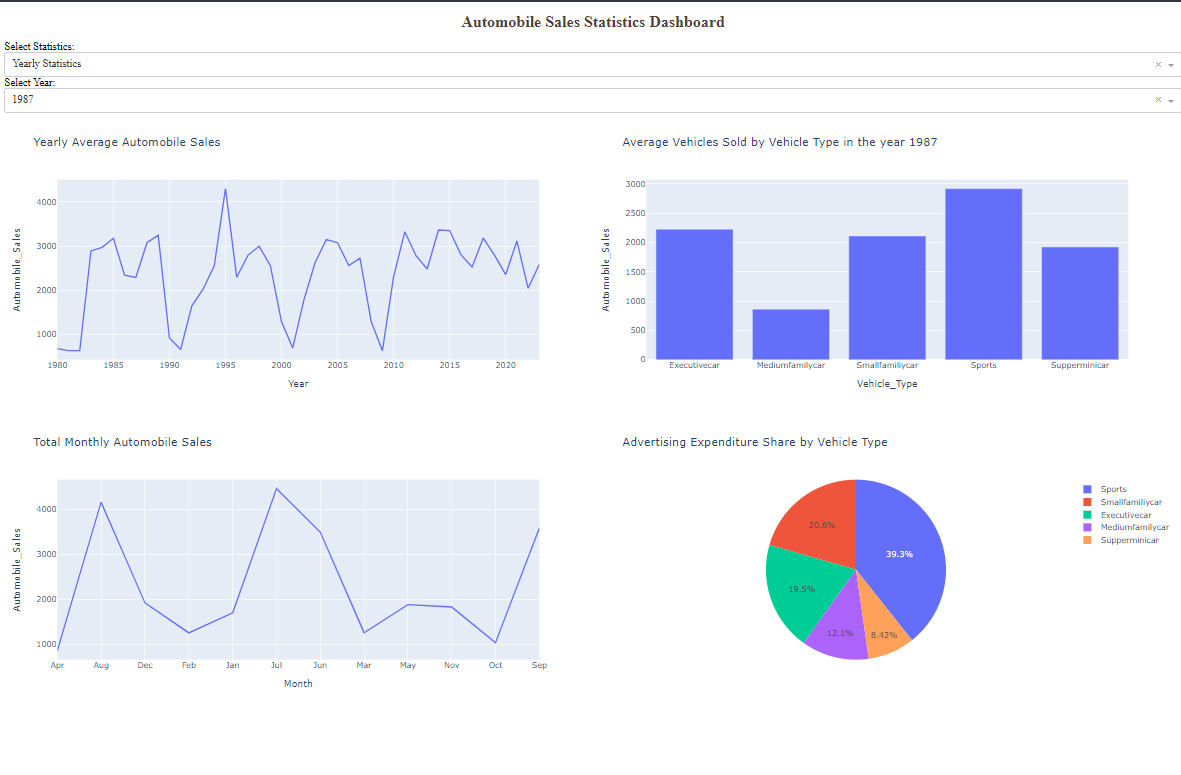 Automobile Sales Statistics Dashboard
Select Statistics:
Yearly Statistics
× 
Select Year:
1987
×
Yearly Average Automobile Sales
Automobile_Sales
4000
3000
2000
1000
1980 1985 1990 1995 2000 2005 2010 2015 2020
Year
Average Vehicles Sold by Vehicle Type in the year 1987
Automobile_Sales
3000
2500
2000
1500
1000
500
0
Executivecar Mediumfamilycar Smallfamiliycar Sports Supperminicar
Vehicle_Type
Total Monthly Automobile Sales
Automobile_Sales
4000
3000
2000
1000
Apr Aug Dec Feb Jan Jul Jun Mar May Nov Oct Sep
Month
Advertising Expenditure Share by Vehicle Type
39.3%
20.6%
19.5%
12.1%
8.42%
Sports
Smallfamiliycar
Executivecar
Mediumfamilycar
Supperminicar